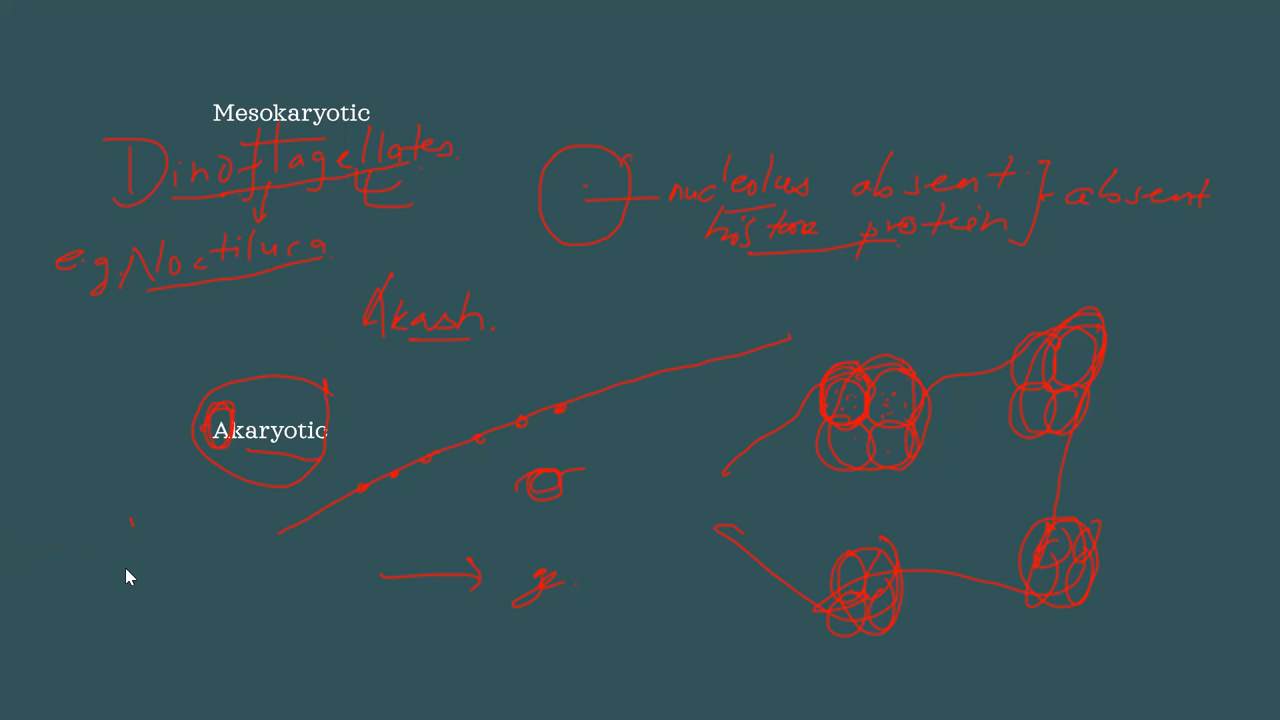 Mesokaryotic
Dinoflagellates.
nucleolus absent. } absent
histone protein
e.g. Noctiluca
Akash.
Akaryotic